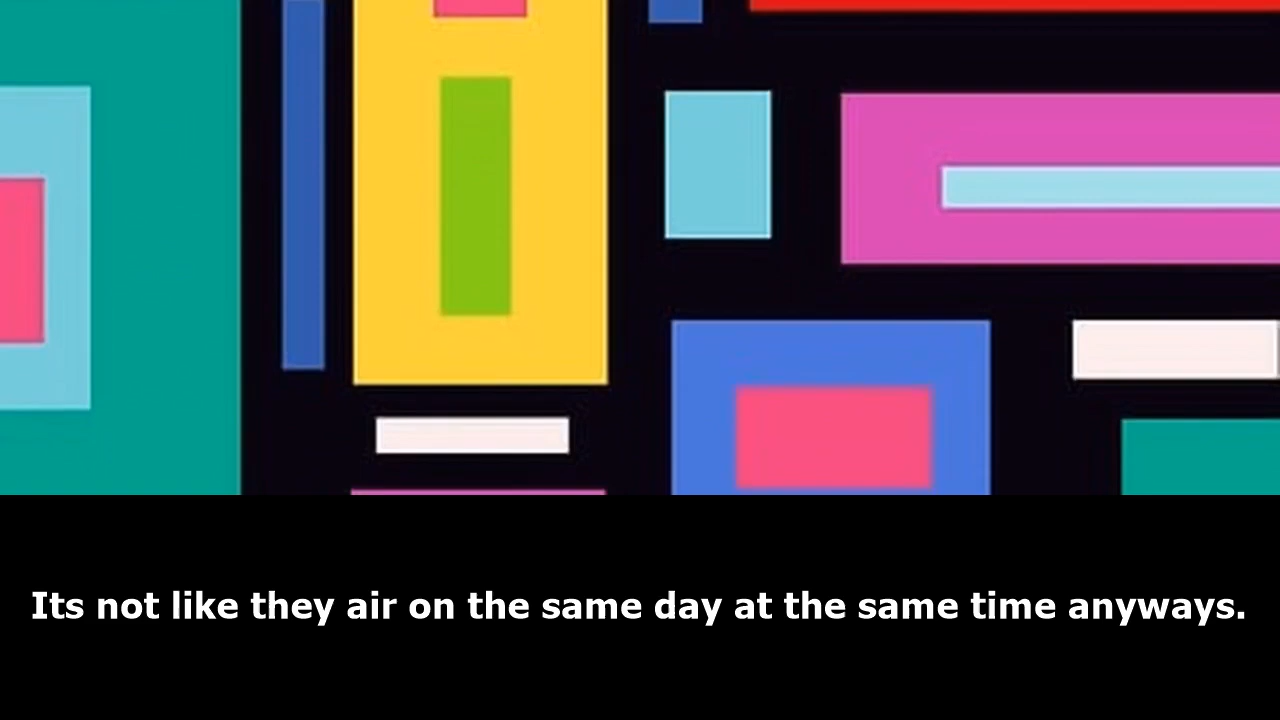 Its not like they air on the same day at the same time anyways.